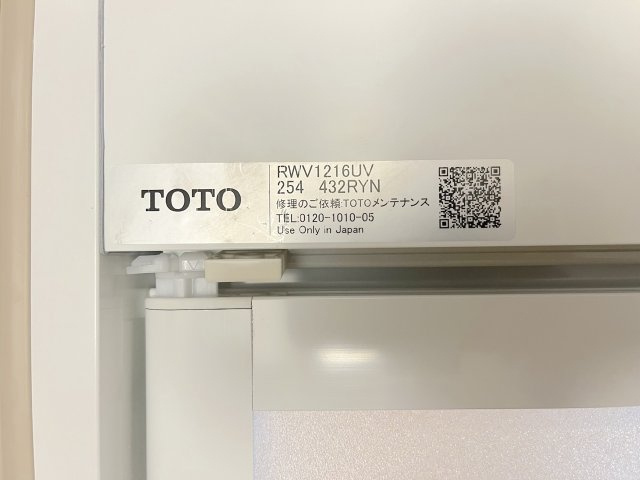 TOTO
RWV1216UV
254 432RYN
修理のご依頼:TOTOメンテナンス
TEL:0120-1010-05
Use Only in Japan